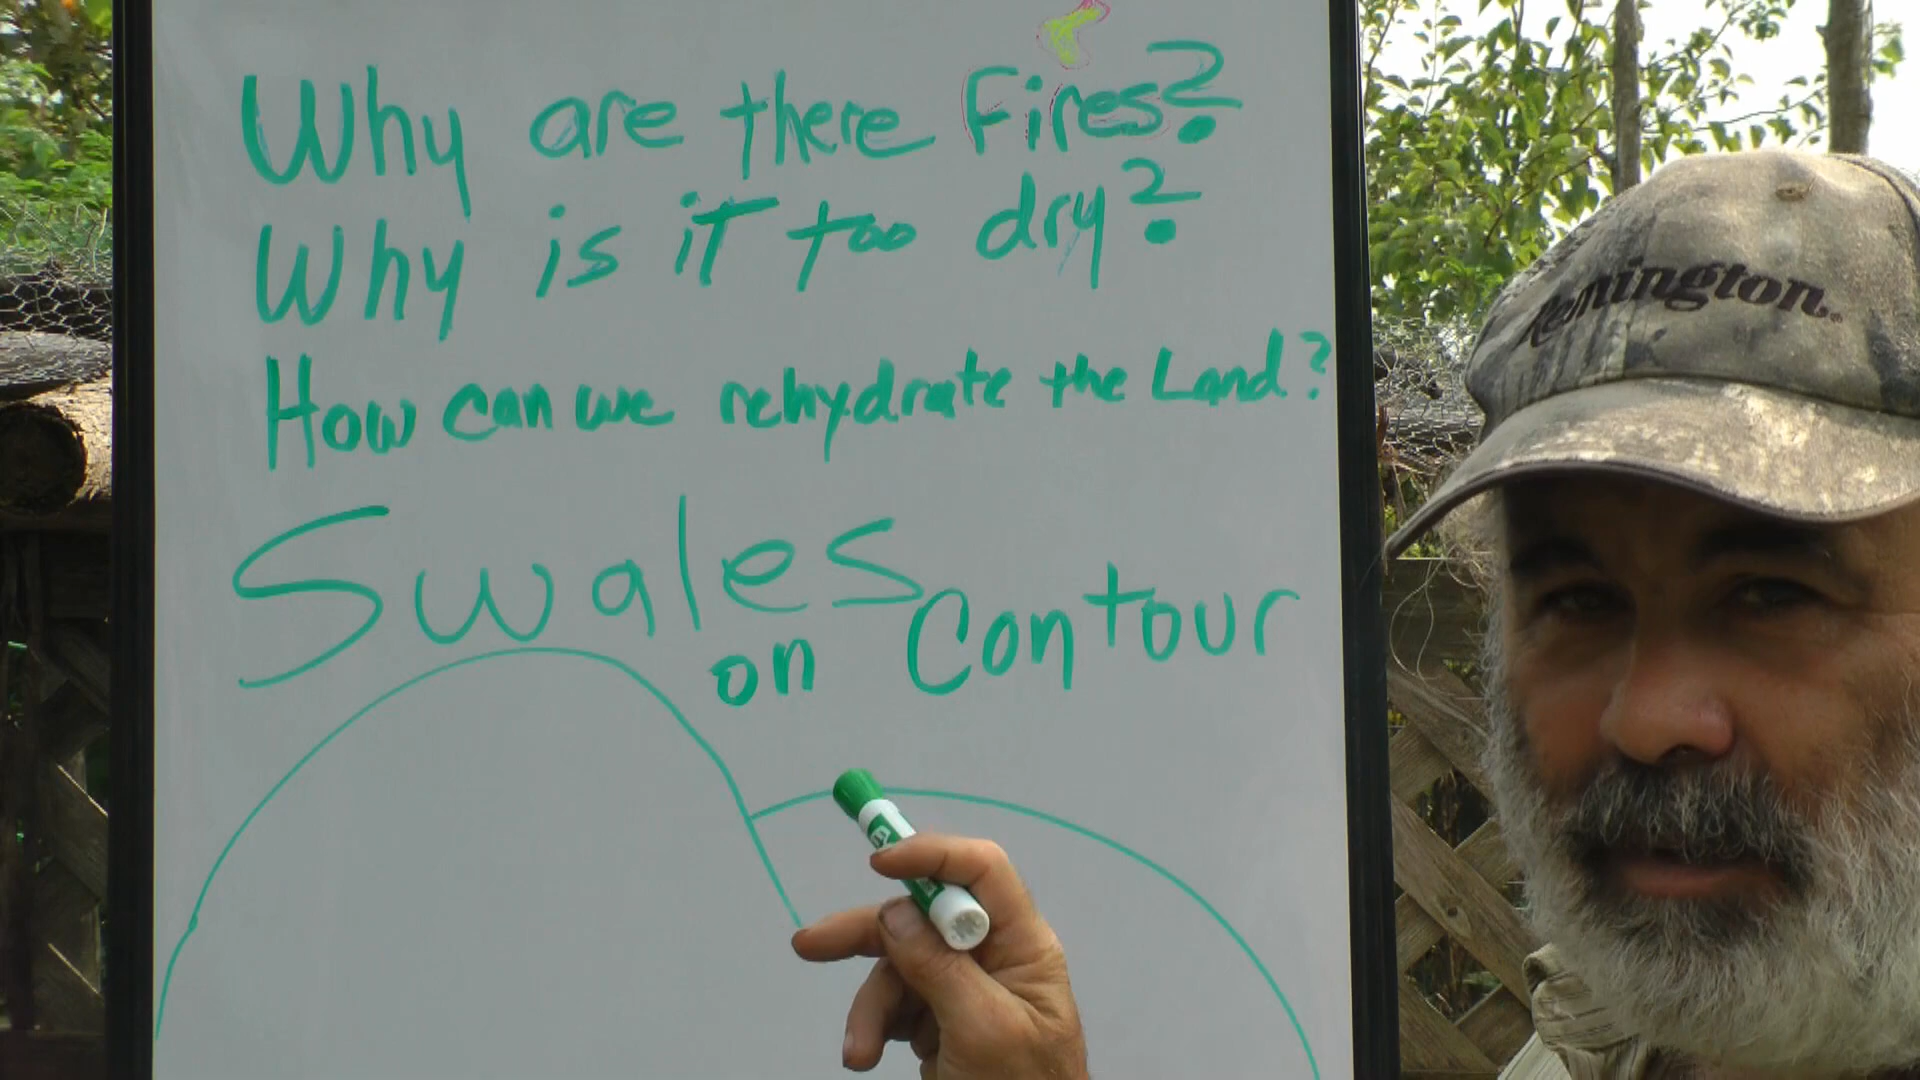 Why are there Fires?
Why is it too dry?
How can we rehydrate the Land?
Swales
on Contour
Remington